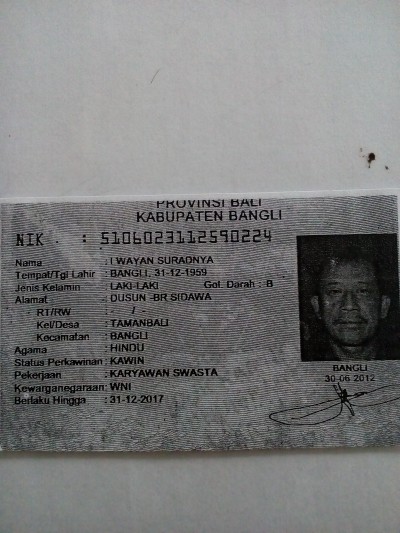 PROVINSI BALI
KABUPATEN BANGLI
NIK : 5106023112590224
Nama : I WAYAN SURADNYA
Tempat/Tgl Lahir : BANGLI, 31-12-1959
Jenis Kelamin : LAKI-LAKI Gol. Darah : B
Alamat : DUSUN -BR SIDAWA
RT/RW : - / -
Kel/Desa : TAMANBALI
Kecamatan : BANGLI
Agama : HINDU
Status Perkawinan : KAWIN
Pekerjaan : KARYAWAN SWASTA
Kewarganegaraan : WNI
Berlaku Hingga : 31-12-2017
BANGLI
30-06-2012